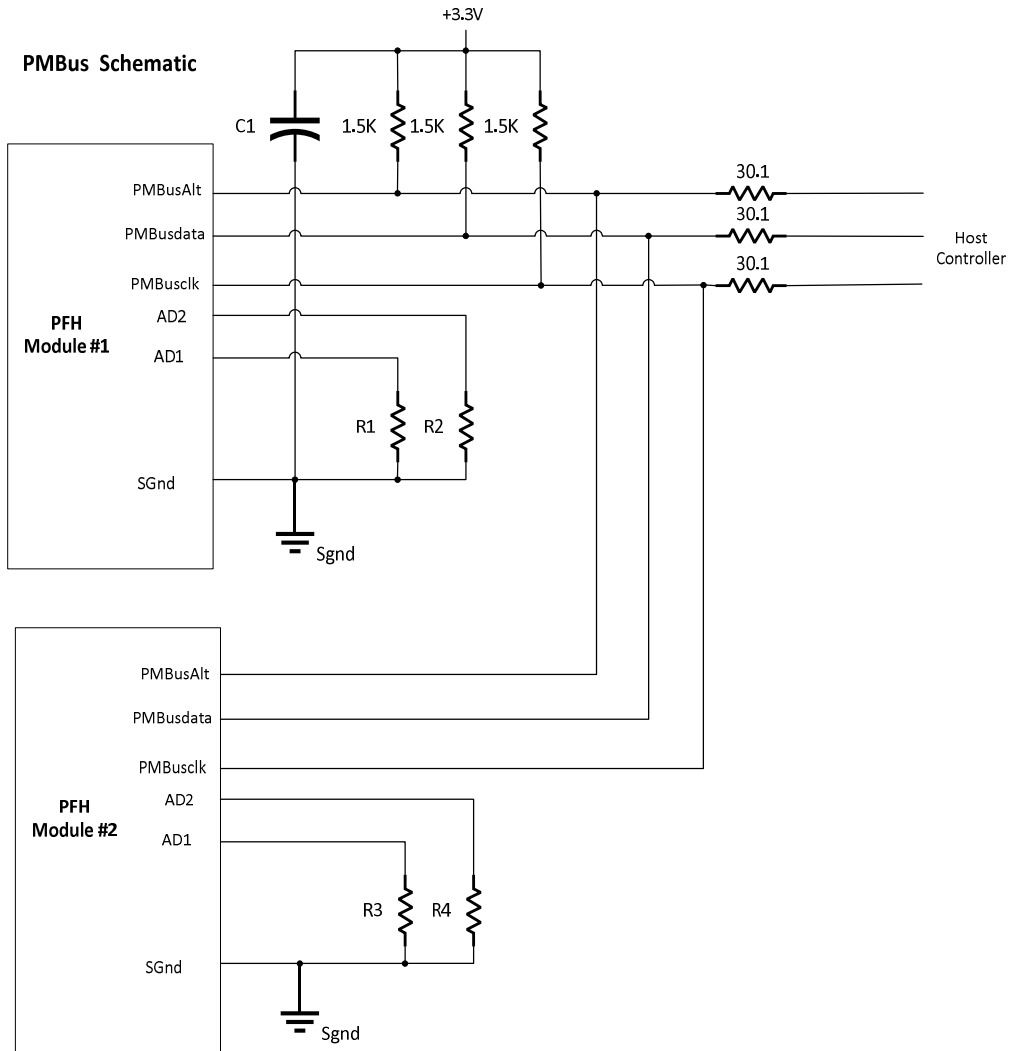 +3.3V
PMBus Schematic
C1
1.5K
1.5K
1.5K
PMBusAlt
30.1
PMBusdata
30.1
Host
Controller
PMBusclk
30.1
AD2
PFH
Module #1
AD1
R1
R2
SGnd
Sgnd
PMBusAlt
PMBusdata
PMBusclk
AD2
PFH
Module #2
AD1
R3
R4
SGnd
Sgnd